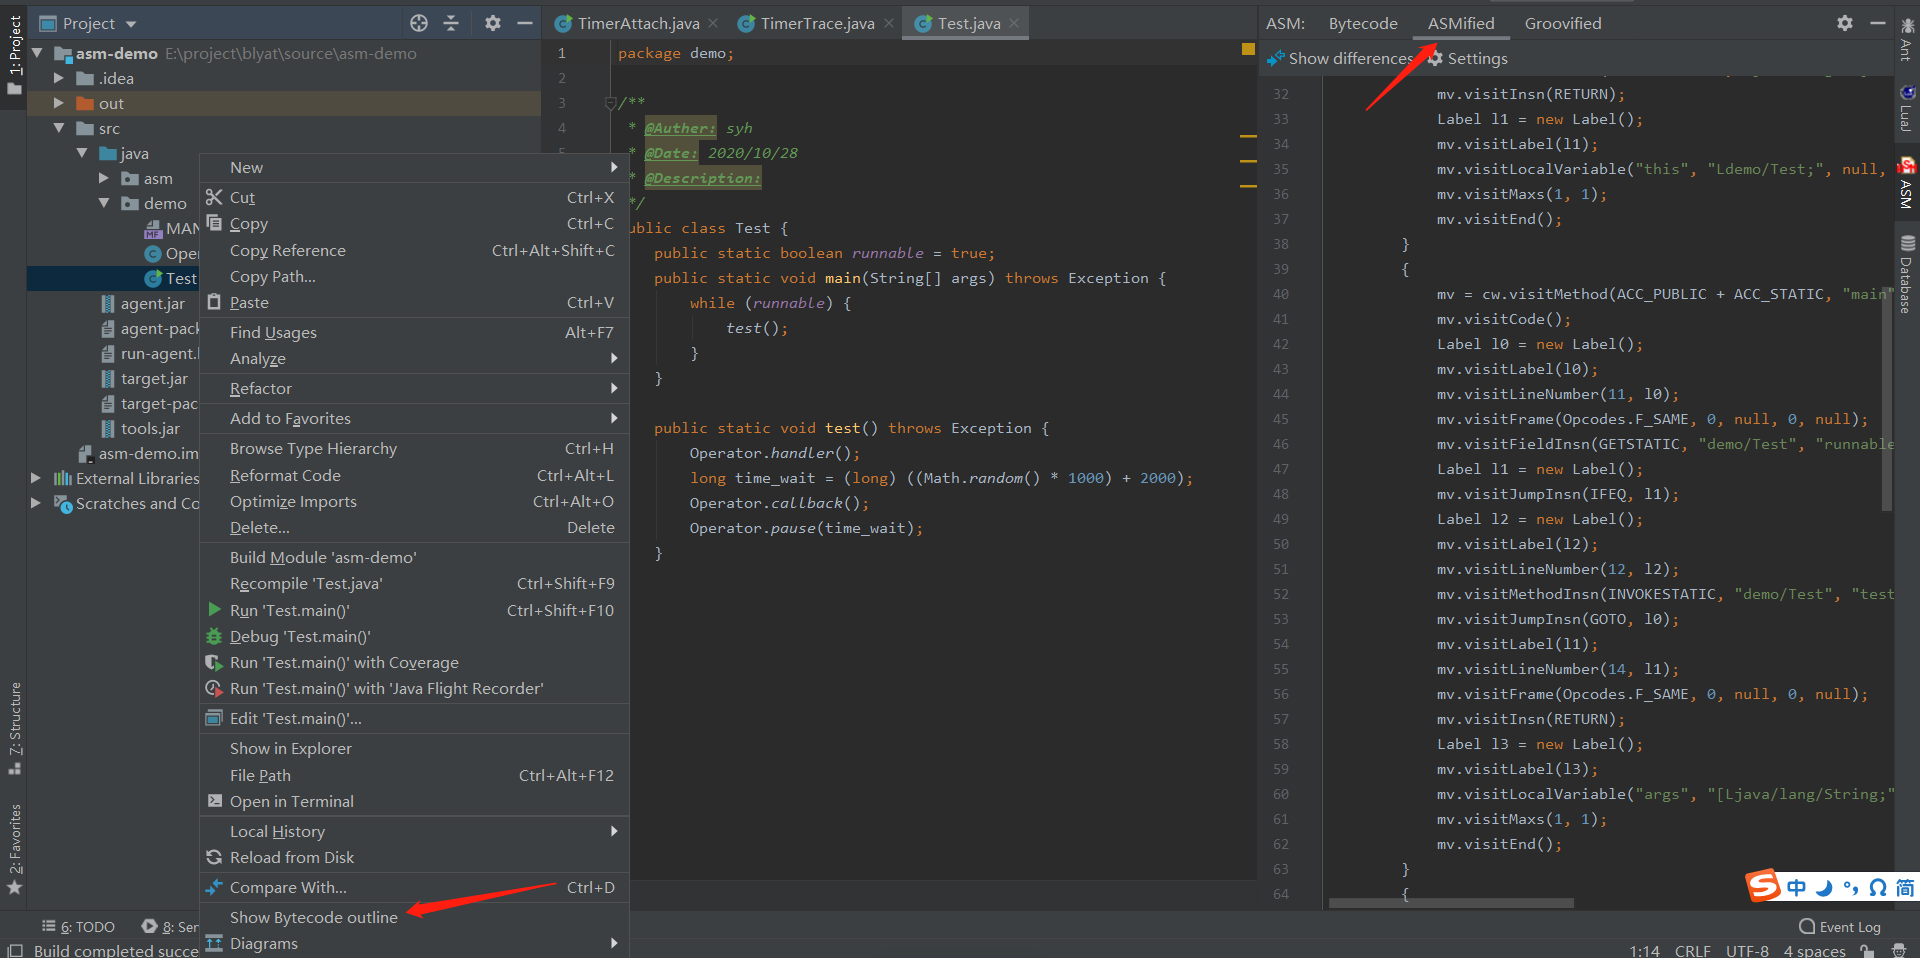 1: Project
7: Structure
2: Favorites
Project
asm-demo E:\project\blyat\source\asm-demo
.idea
out
src
java
asm
demo
MAN
Oper
Test
agent.jar
agent-pack
run-agent.
target.jar
target-pac
tools.jar
asm-demo.im
External Libraries
Scratches and Co
New
Cut Ctrl+X
Copy Ctrl+C
Copy Reference Ctrl+Alt+Shift+C
Copy Path...
Paste Ctrl+V
Find Usages Alt+F7
Analyze
Refactor
Add to Favorites
Browse Type Hierarchy Ctrl+H
Reformat Code Ctrl+Alt+L
Optimize Imports Ctrl+Alt+O
Delete... Delete
Build Module 'asm-demo'
Recompile 'Test.java' Ctrl+Shift+F9
Run 'Test.main()' Ctrl+Shift+F10
Debug 'Test.main()'
Run 'Test.main()' with Coverage
Run 'Test.main()' with 'Java Flight Recorder'
Edit 'Test.main()'...
Show in Explorer
File Path Ctrl+Alt+F12
Open in Terminal
Local History
Reload from Disk
Compare With... Ctrl+D
Show Bytecode outline
Diagrams
TimerAttach.java TimerTrace.java Test.java
1 package demo;
2
3 /**
4 * @Auther: syh
5 * @Date: 2020/10/28
* @Description:
*/
ublic class Test {
public static boolean runnable = true;
public static void main(String[] args) throws Exception {
while (runnable) {
test();
}
}
public static void test() throws Exception {
Operator.handler();
long time_wait = (long) ((Math.random() * 1000) + 2000);
Operator.callback();
Operator.pause(time_wait);
}
ASM: Bytecode ASMified Groovified
Show differences Settings
32 mv.visitInsn(RETURN);
33 Label l1 = new Label();
34 mv.visitLabel(l1);
35 mv.visitLocalVariable("this", "Ldemo/Test;", null,
36 mv.visitMaxs(1, 1);
37 mv.visitEnd();
38 }
39 {
40 mv = cw.visitMethod(ACC_PUBLIC + ACC_STATIC, "main"
41 mv.visitCode();
42 Label l0 = new Label();
43 mv.visitLabel(l0);
44 mv.visitLineNumber(11, l0);
45 mv.visitFrame(Opcodes.F_SAME, 0, null, 0, null);
46 mv.visitFieldInsn(GETSTATIC, "demo/Test", "runnable
47 Label l1 = new Label();
48 mv.visitJumpInsn(IFEQ, l1);
49 Label l2 = new Label();
50 mv.visitLabel(l2);
51 mv.visitLineNumber(12, l2);
52 mv.visitMethodInsn(INVOKESTATIC, "demo/Test", "test
53 mv.visitJumpInsn(GOTO, l0);
54 mv.visitLabel(l1);
55 mv.visitLineNumber(14, l1);
56 mv.visitFrame(Opcodes.F_SAME, 0, null, 0, null);
57 mv.visitInsn(RETURN);
58 Label l3 = new Label();
59 mv.visitLabel(l3);
60 mv.visitLocalVariable("args", "[Ljava/lang/String;"
61 mv.visitMaxs(1, 1);
62 mv.visitEnd();
63 }
64 {
Ant
LuaJ
ASM
Database
S 中 简
6: TODO 8: Ser
Event Log
Build completed succe
1:14 CRLF UTF-8 4 spaces